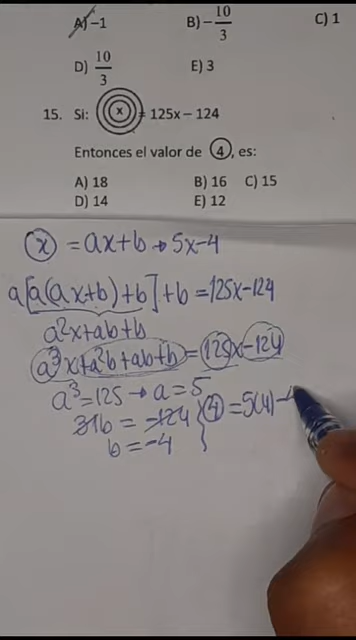 A) -1 B) -10/3 C) 1
D) 10/3 E) 3
15. Si: x = 125x - 124
Entonces el valor de 4, es:
A) 18 B) 16 C) 15
D) 14 E) 12
x = ax+b → 5x-4
a[a(ax+b)+b]+b = 125x-124
a²x+ab+b
a³x+a²b+ab+b = 125x-124
a³=125 → a=5
31b = -124
b = -4
4 = 5(4)-4